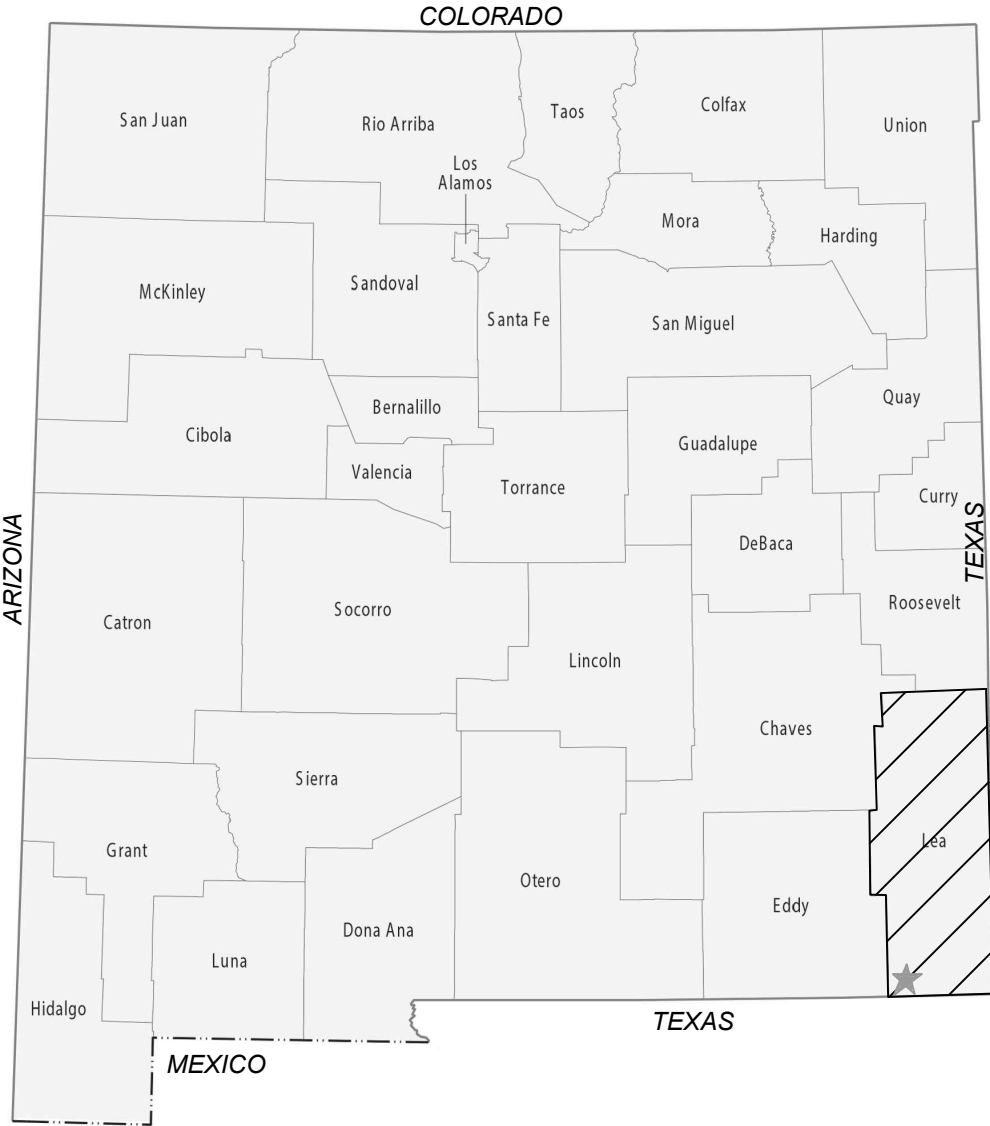 COLORADO
San Juan
Rio Arriba
Taos
Colfax
Union
Los
Alamos
Mora
Harding
McKinley
Sandoval
Santa Fe
San Miguel
Quay
Bernalillo
Cibola
Guadalupe
Valencia
Torrance
Curry
ARIZONA
TEXAS
DeBaca
Catron
Socorro
Roosevelt
Lincoln
Chaves
Sierra
Grant
Lea
Otero
Eddy
Dona Ana
Luna
Hidalgo
TEXAS
MEXICO